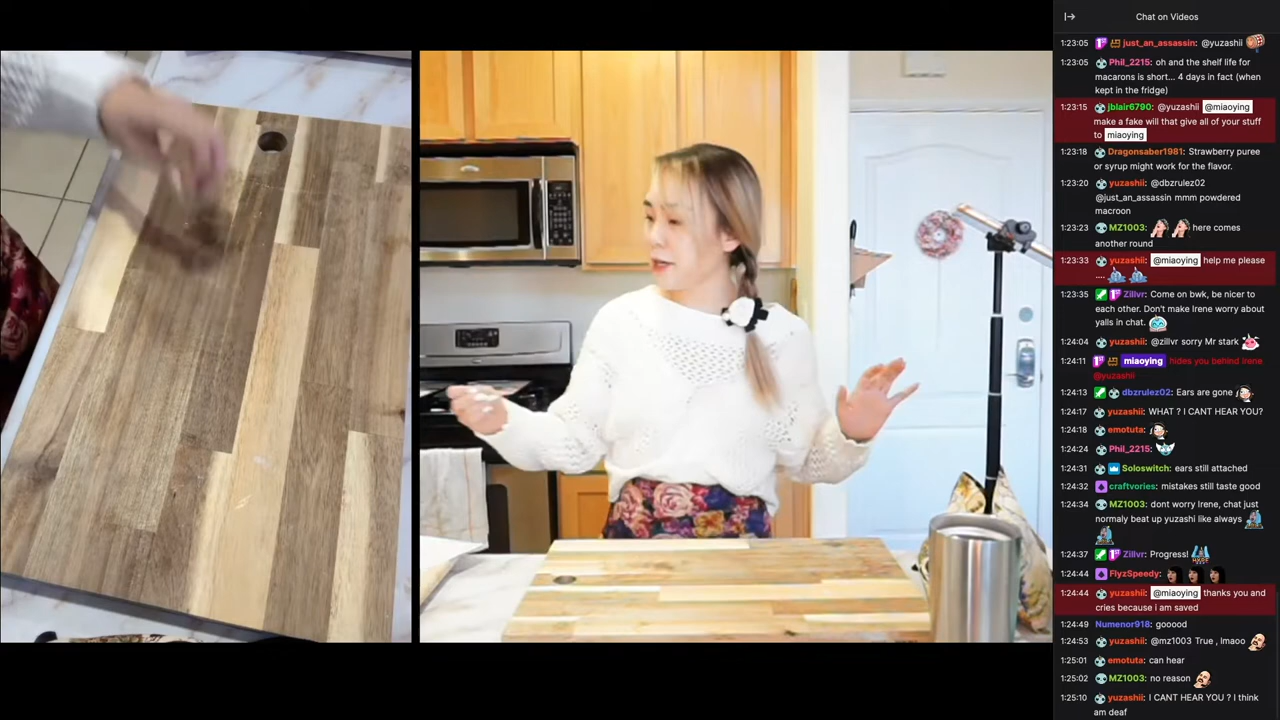 Chat on Videos
1:23:05 just_an_assassin: @yuzashii
1:23:05 Phil_2215: oh and the shelf life for
macarons is short... 4 days in fact (when
kept in the fridge)
1:23:15 jblair6790: @yuzashii @miaoying
make a fake will that give all of your stuff
to miaoying
1:23:18 Dragonsaber1981: Strawberry puree
or syrup might work for the flavor.
1:23:20 yuzashii: @dbzrulez02
@just_an_assassin mmm powdered
macroon
1:23:23 MZ1003: here comes
another round
1:23:33 yuzashii: @miaoying help me please
....
1:23:35 Zillvr: Come on bwk, be nicer to
each other. Don't make Irene worry about
yalls in chat.
1:24:04 yuzashii: @zillvr sorry Mr stark
1:24:11 miaoying hides you behind Irene
@yuzashii
1:24:13 dbzrulez02: Ears are gone
1:24:17 yuzashii: WHAT ? I CANT HEAR YOU?
1:24:18 emotuta:
1:24:24 Phil_2215:
1:24:31 Soloswitch: ears still attached
1:24:32 craftvories: mistakes still taste good
1:24:34 MZ1003: dont worry Irene, chat just
normaly beat up yuzashi like always
1:24:37 Zillvr: Progress!
1:24:44 FlyzSpeedy:
1:24:44 yuzashii: @miaoying thanks you and
cries because i am saved
1:24:49 Numenor918: gooood
1:24:53 yuzashii: @mz1003 True , lmaoo
1:25:01 emotuta: can hear
1:25:02 MZ1003: no reason
1:25:10 yuzashii: I CANT HEAR YOU ? I think
am deaf